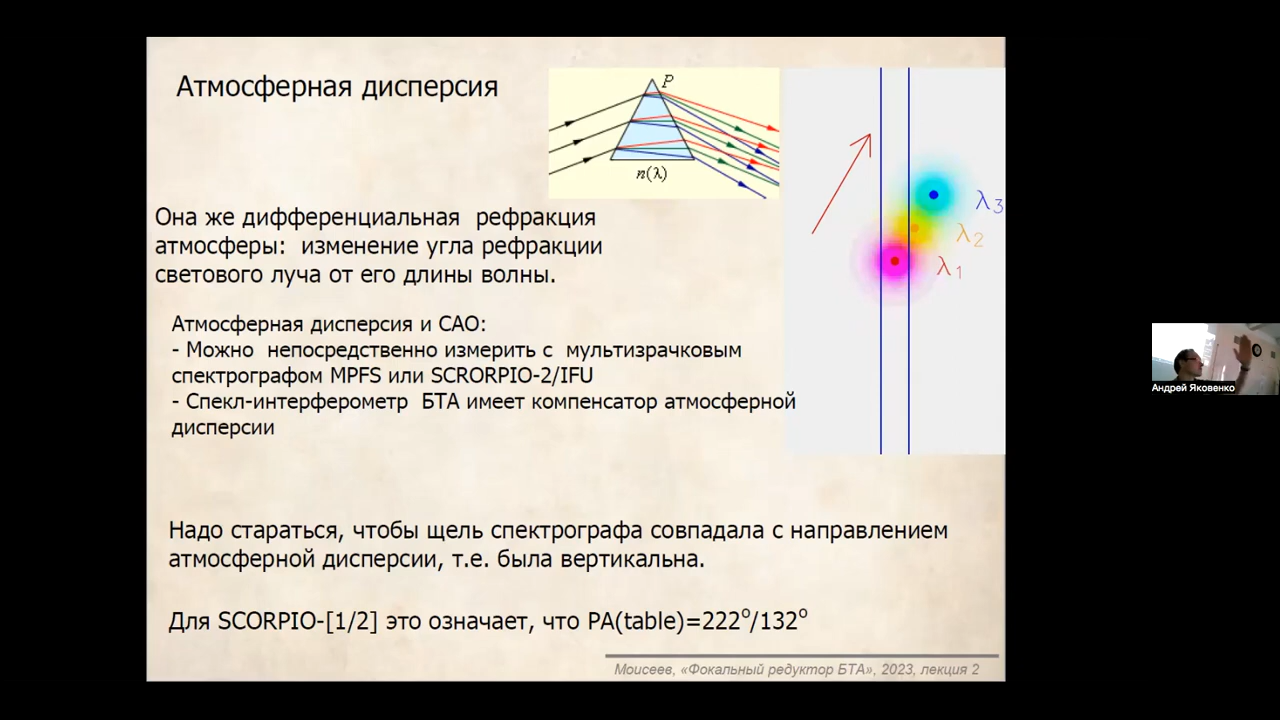 Атмосферная дисперсия
P
n(λ)
Она же дифференциальная рефракция
атмосферы: изменение угла рефракции
светового луча от его длины волны.
λ3
λ2
λ1
Атмосферная дисперсия и САО:
- Можно непосредственно измерить с мультизрачковым
спектрографом MPFS или SCRORPIO-2/IFU
- Спекл-интерферометр БТА имеет компенсатор атмосферной
дисперсии
Андрей Яковенко
Надо стараться, чтобы щель спектрографа совпадала с направлением
атмосферной дисперсии, т.е. была вертикальна.
Для SCORPIO-[1/2] это означает, что PA(table)=222º/132º
Моисеев, «Фокальный редуктор БТА», 2023, лекция 2